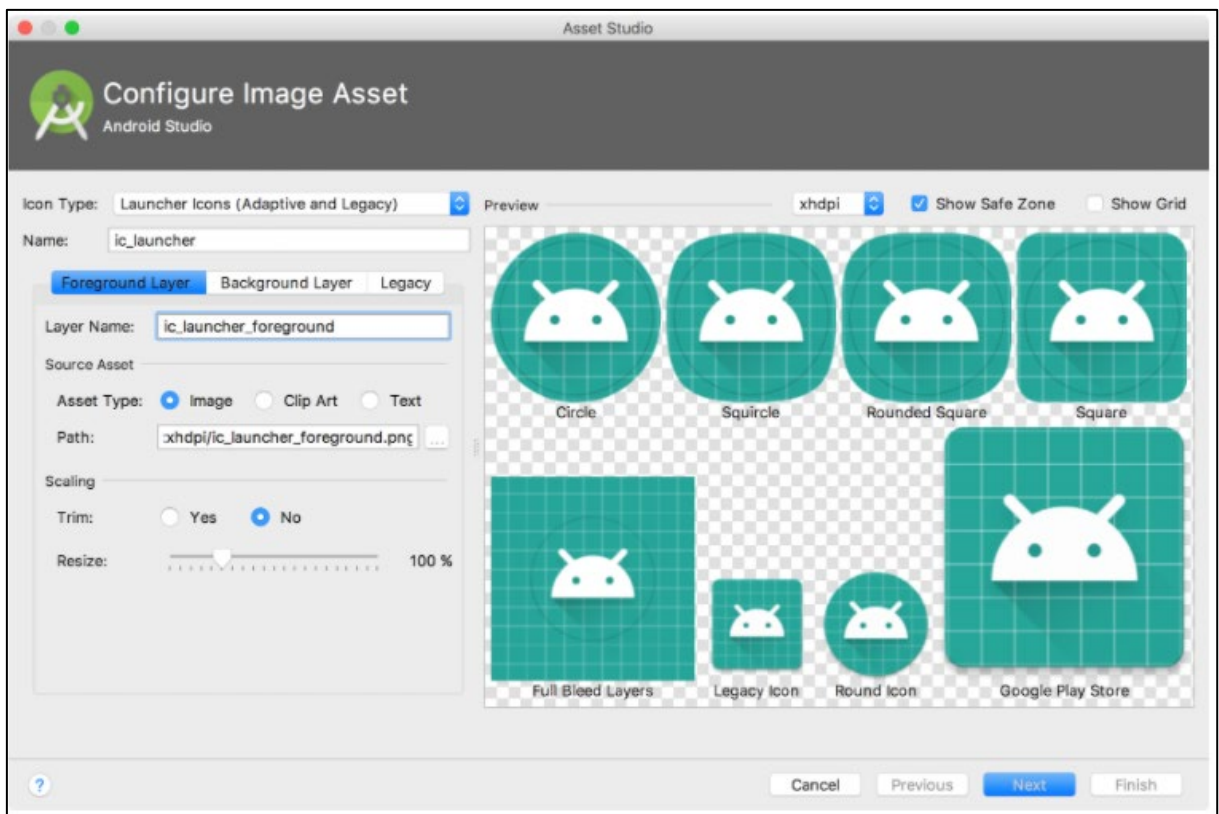 Asset Studio
Configure Image Asset
Android Studio
Icon Type: Launcher Icons (Adaptive and Legacy)
Name: ic_launcher
Foreground Layer Background Layer Legacy
Layer Name: ic_launcher_foreground
Source Asset
Asset Type: Image Clip Art Text
Path: :xhdpi/ic_launcher_foreground.png ...
Scaling
Trim: Yes No
Resize: 100 %
Preview xhdpi Show Safe Zone Show Grid
Circle Squircle Rounded Square Square
Full Bleed Layers Legacy Icon Round Icon Google Play Store
? Cancel Previous Next Finish